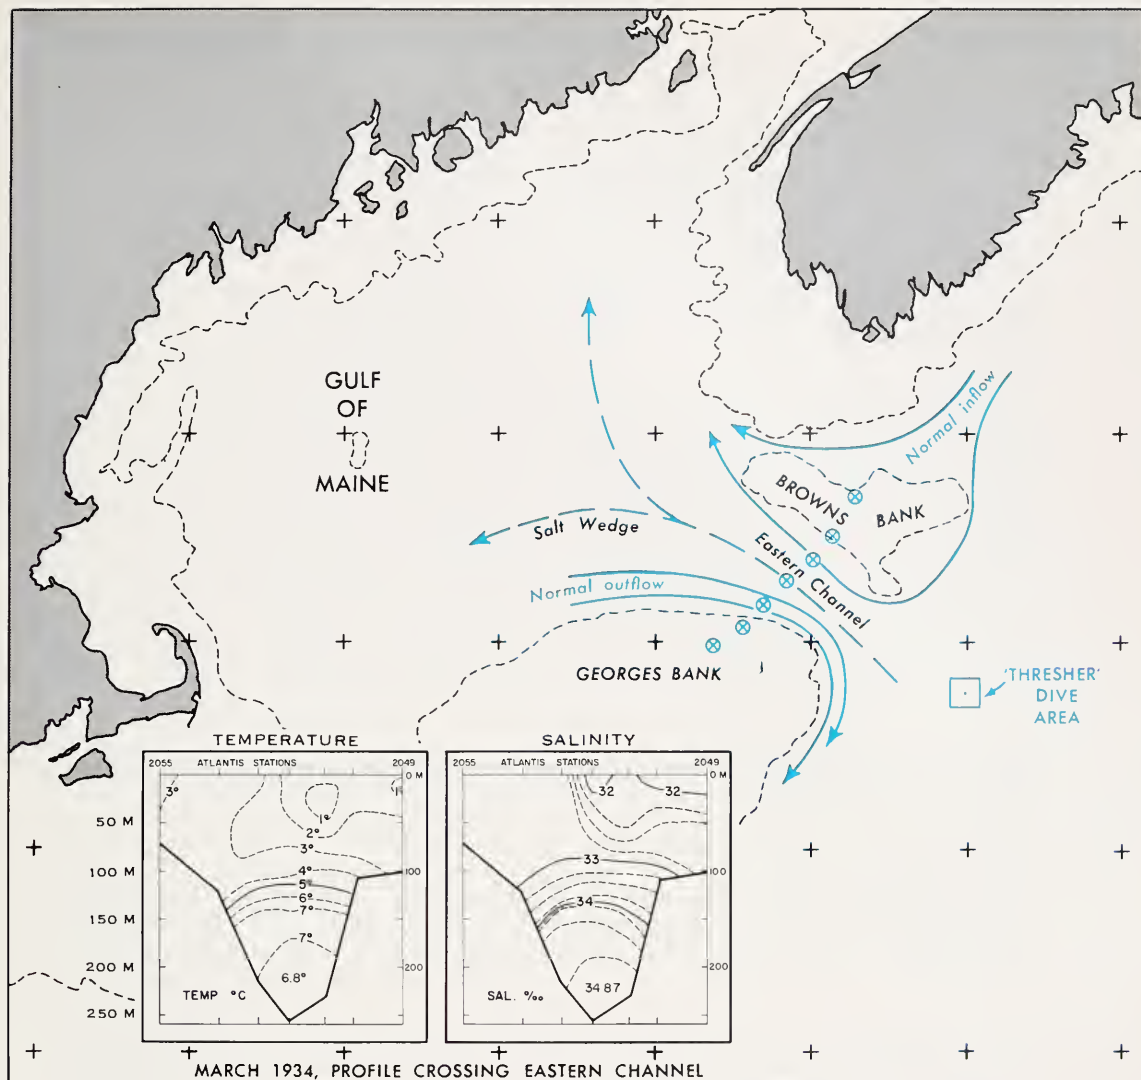 GULF
OF
MAINE
Normal inflow
BROWNS
BANK
Salt Wedge
Eastern Channel
Normal outflow
GEORGES BANK
'THRESHER'
DIVE
AREA
TEMPERATURE
2055 ATLANTIS STATIONS 2049
0 M
3°
1°
1°
2°
3°
4°
5°
6°
7°
7°
6.8°
100
200
TEMP °C
50 M
100 M
150 M
200 M
250 M
SALINITY
2055 ATLANTIS STATIONS 2049
0 M
32
32
33
34
34 87
100
200
SAL. ‰
MARCH 1934, PROFILE CROSSING EASTERN CHANNEL